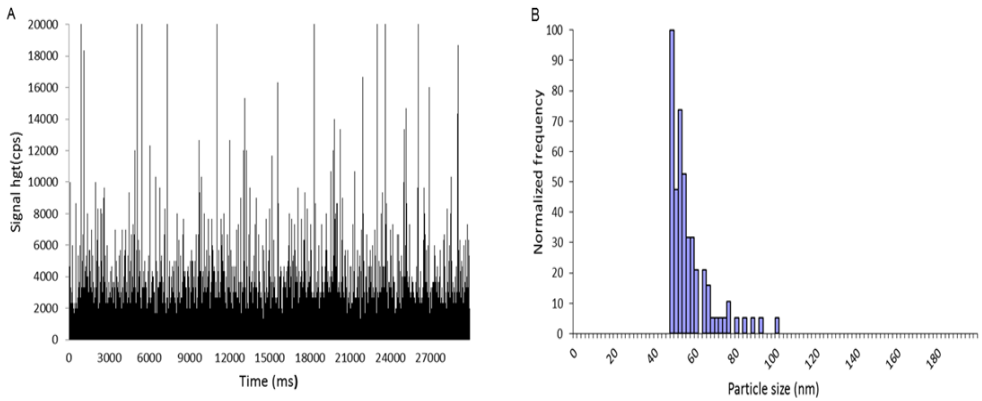 A
20000
18000
16000
14000
12000
10000
8000
6000
4000
2000
0
Signal hgt(cps)
0 3000 6000 9000 12000 15000 18000 21000 24000 27000
Time (ms)
B
100
90
80
70
60
50
40
30
20
10
0
Normalized frequency
0 20 40 60 80 100 120 140 160 180
Particle size (nm)